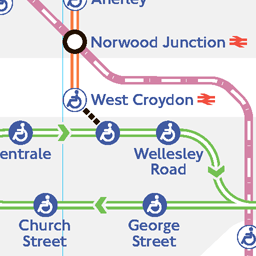 Anerley
Norwood Junction
West Croydon
entrale
Wellesley
Road
Church
Street
George
Street